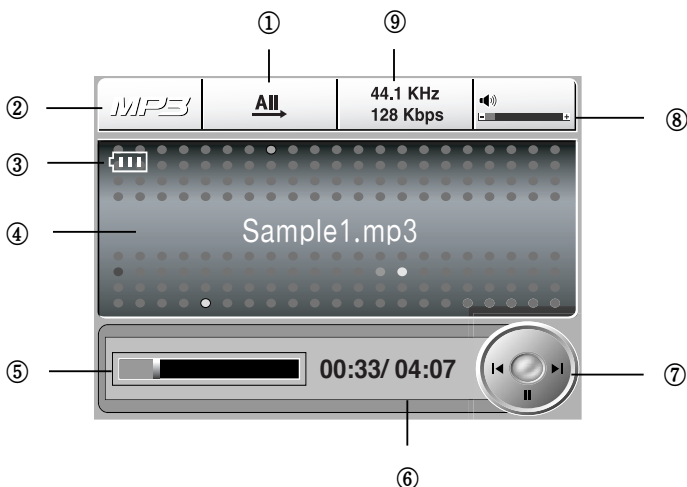 ① ⑨
② MP3 All 44.1 KHz
128 Kbps ⑧
③
④ Sample1.mp3
⑤ 00:33/ 04:07 ⑦
⑥